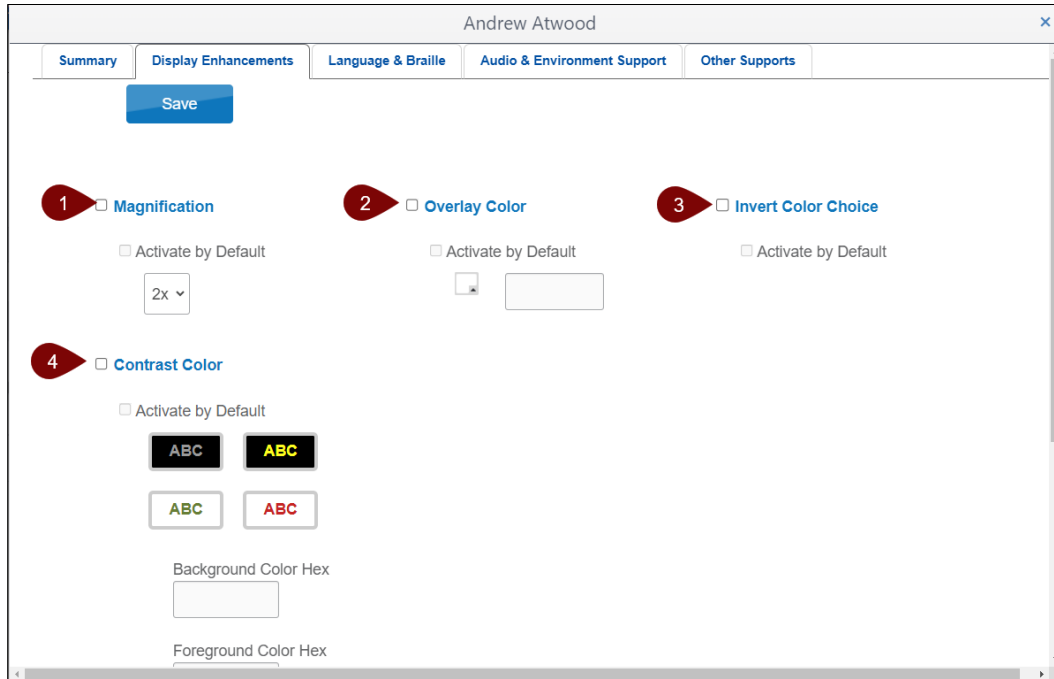 Andrew Atwood ×
Summary Display Enhancements Language & Braille Audio & Environment Support Other Supports
Save
1 Magnification 2 Overlay Color 3 Invert Color Choice
Activate by Default Activate by Default Activate by Default
2x
4 Contrast Color
Activate by Default
ABC ABC
ABC ABC
Background Color Hex
Foreground Color Hex